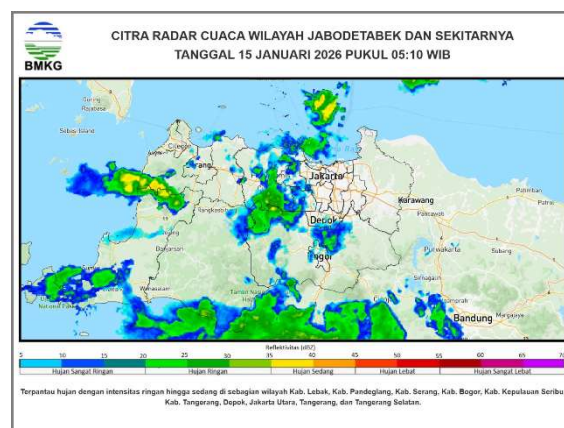 CITRA RADAR CUACA WILAYAH JABODETABEK DAN SEKITARNYA
TANGGAL 15 JANUARI 2026 PUKUL 05:10 WIB
BMKG
Jakarta
Karawang
Depok
Purwakarta
Subang
Bandung
Reflektivitas (dBZ)
5 10 15 20 25 30 35 40 45 50 55 60 65 70
Hujan Sangat Ringan Hujan Ringan Hujan Sedang Hujan Lebat Hujan Sangat Lebat
Terpantau hujan dengan intensitas ringan hingga sedang di sebagian wilayah Kab. Lebak, Kab. Pandeglang, Kab. Serang, Kab. Bogor, Kab. Kepulauan Seribu,
Kab. Tangerang, Depok, Jakarta Utara, Tangerang, dan Tangerang Selatan.